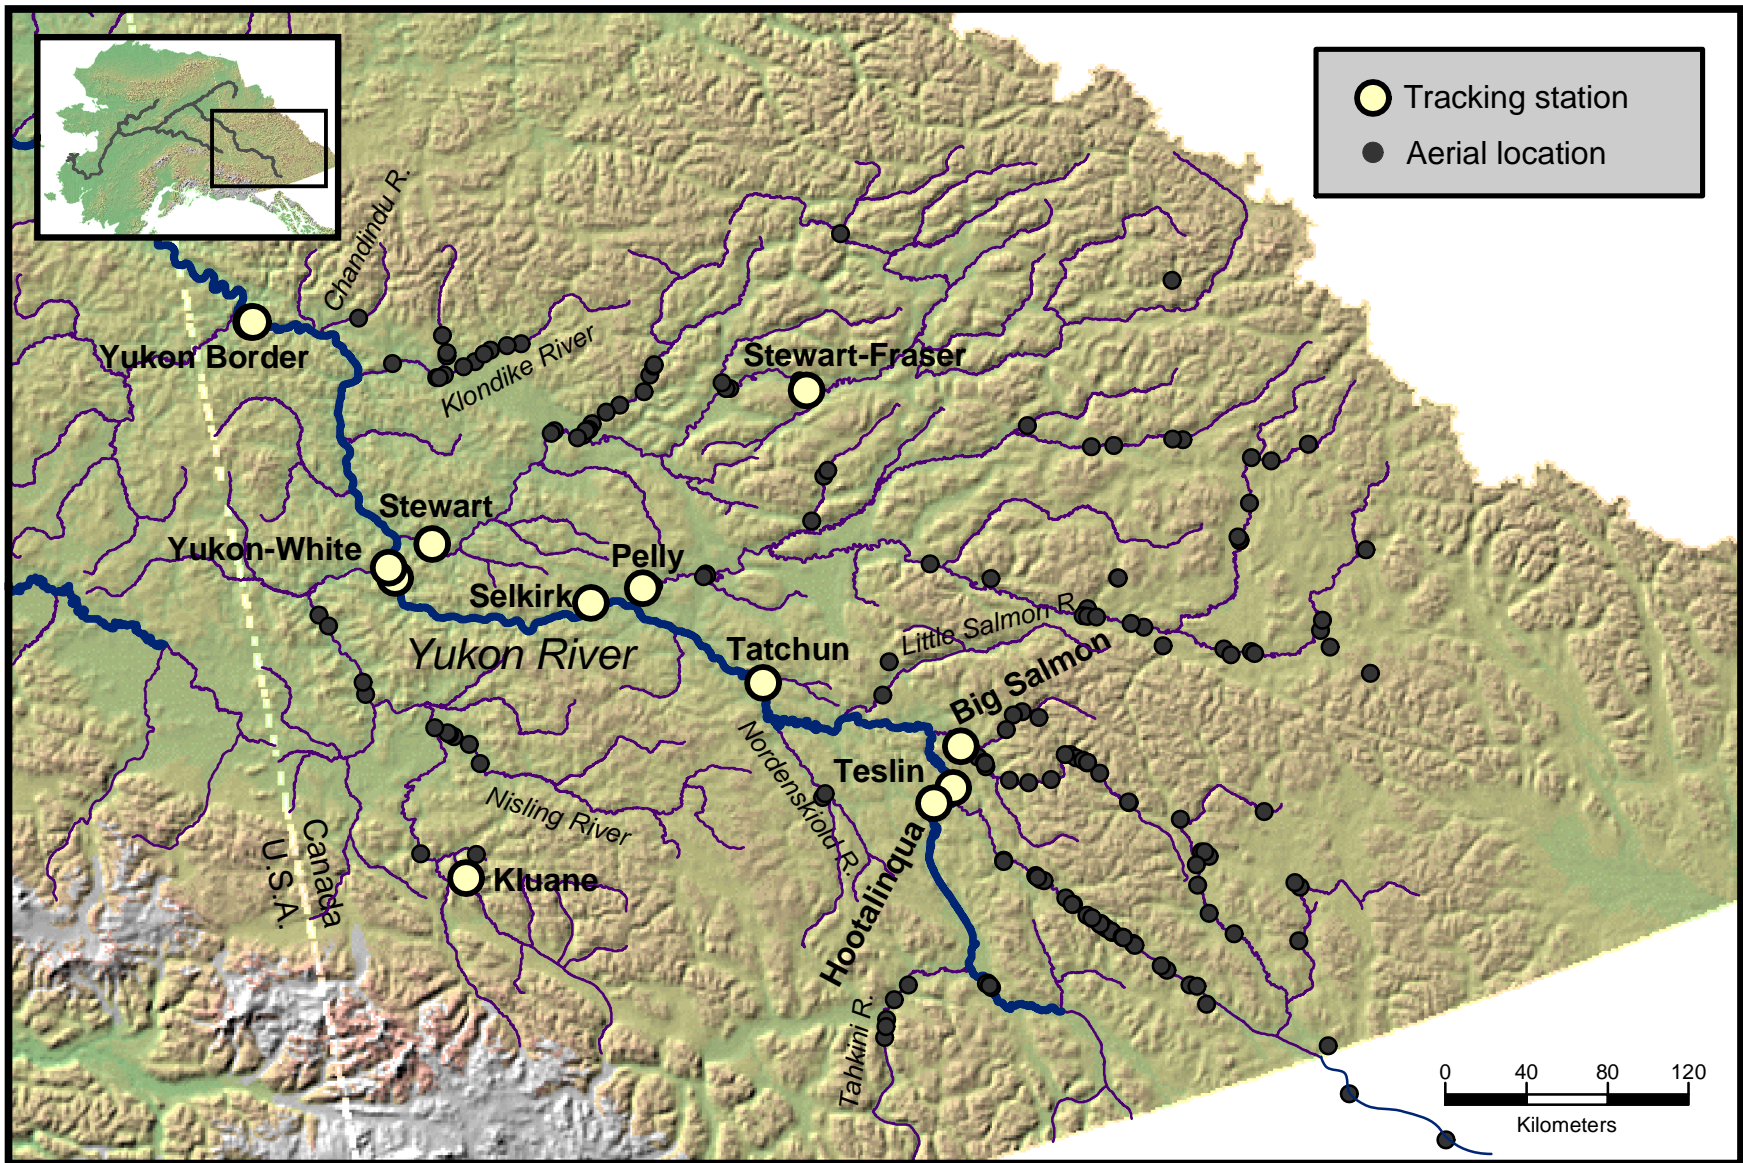 Tracking station
Aerial location
Chandindu R.
Yukon Border
Klondike River
Stewart-Fraser
Stewart
Yukon-White
Pelly
Selkirk
Yukon River
Tatchun
Little Salmon R.
Big Salmon
Nordenskiold R.
Teslin
Nisling River
Canada
U.S.A.
Kluane
Hootalinqua
Tahkini R.
0 40 80 120
Kilometers